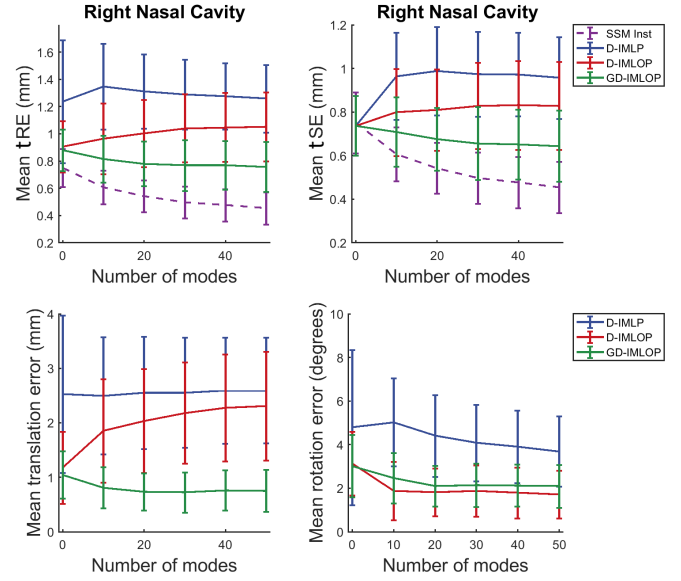 Right Nasal Cavity
Mean tRE (mm)
1.6
1.4
1.2
1
0.8
0.6
0.4
0.2
0
20
40
Number of modes
Right Nasal Cavity
Mean tSE (mm)
1.2
1
0.8
0.6
0.4
0.2
0
10
20
30
40
50
Number of modes
SSM Inst
D-IMLP
D-IMLOP
GD-IMLOP
Mean translation error (mm)
4
3
2
1
0
0
20
40
Number of modes
Mean rotation error (degrees)
10
8
6
4
2
0
0
10
20
30
40
50
Number of modes
D-IMLP
D-IMLOP
GD-IMLOP